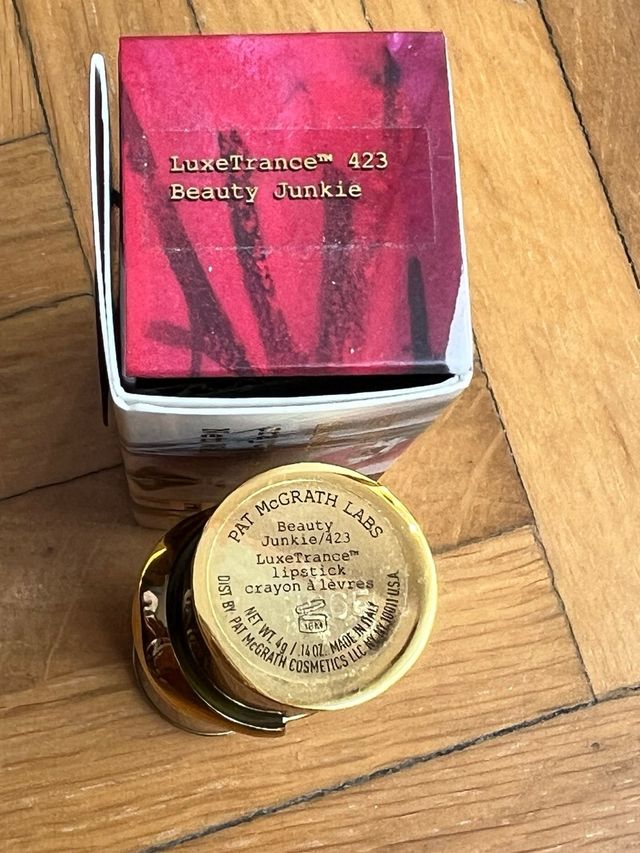 LuxeTrance™ 423
Beauty Junkie
PAT McGRATH LABS
Beauty
Junkie/423
LuxeTrance™
lipstick
crayon à lèvres
NET WT. 4g / .14 OZ. MADE IN ITALY
DIST. BY PAT McGRATH COSMETICS LLC NY, NY 10011 U.S.A.